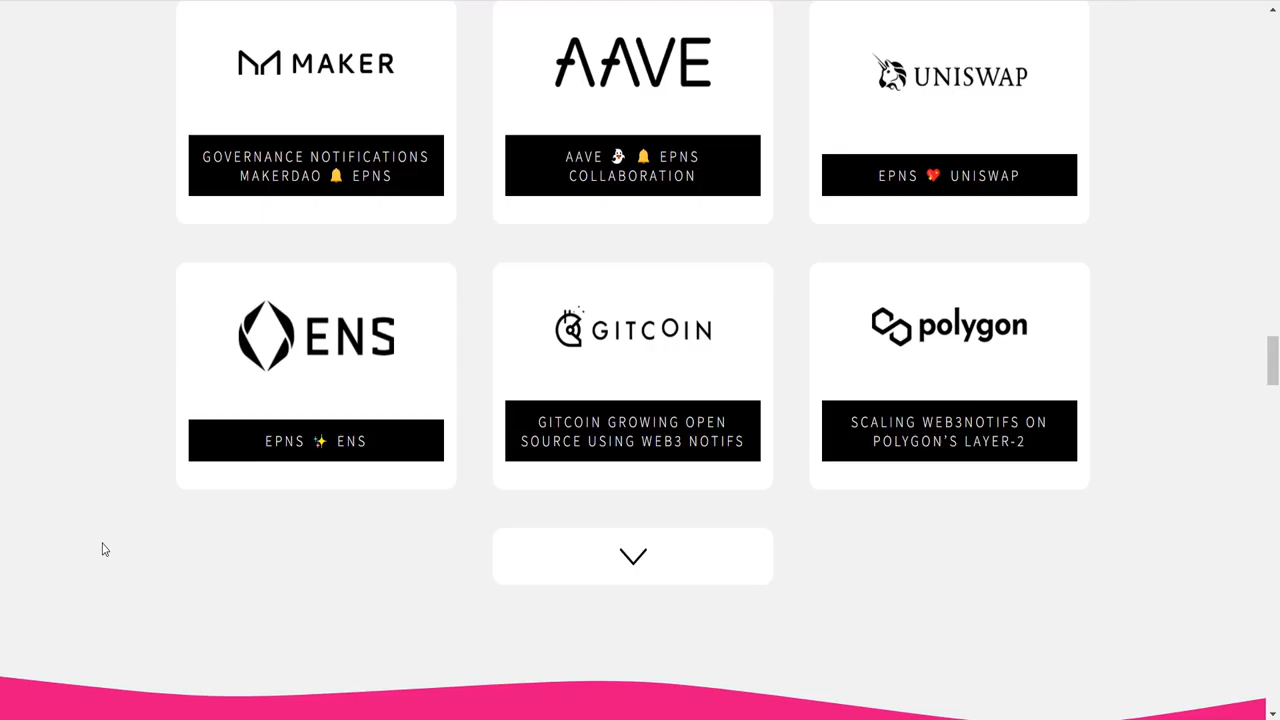 MAKER
GOVERNANCE NOTIFICATIONS
MAKERDAO 🔔 EPNS
AAVE
AAVE 👻 🔔 EPNS
COLLABORATION
UNISWAP
EPNS 💖 UNISWAP
ENS
EPNS ✨ ENS
GITCOIN
GITCOIN GROWING OPEN
SOURCE USING WEB3 NOTIFS
polygon
SCALING WEB3NOTIFS ON
POLYGON’S LAYER-2